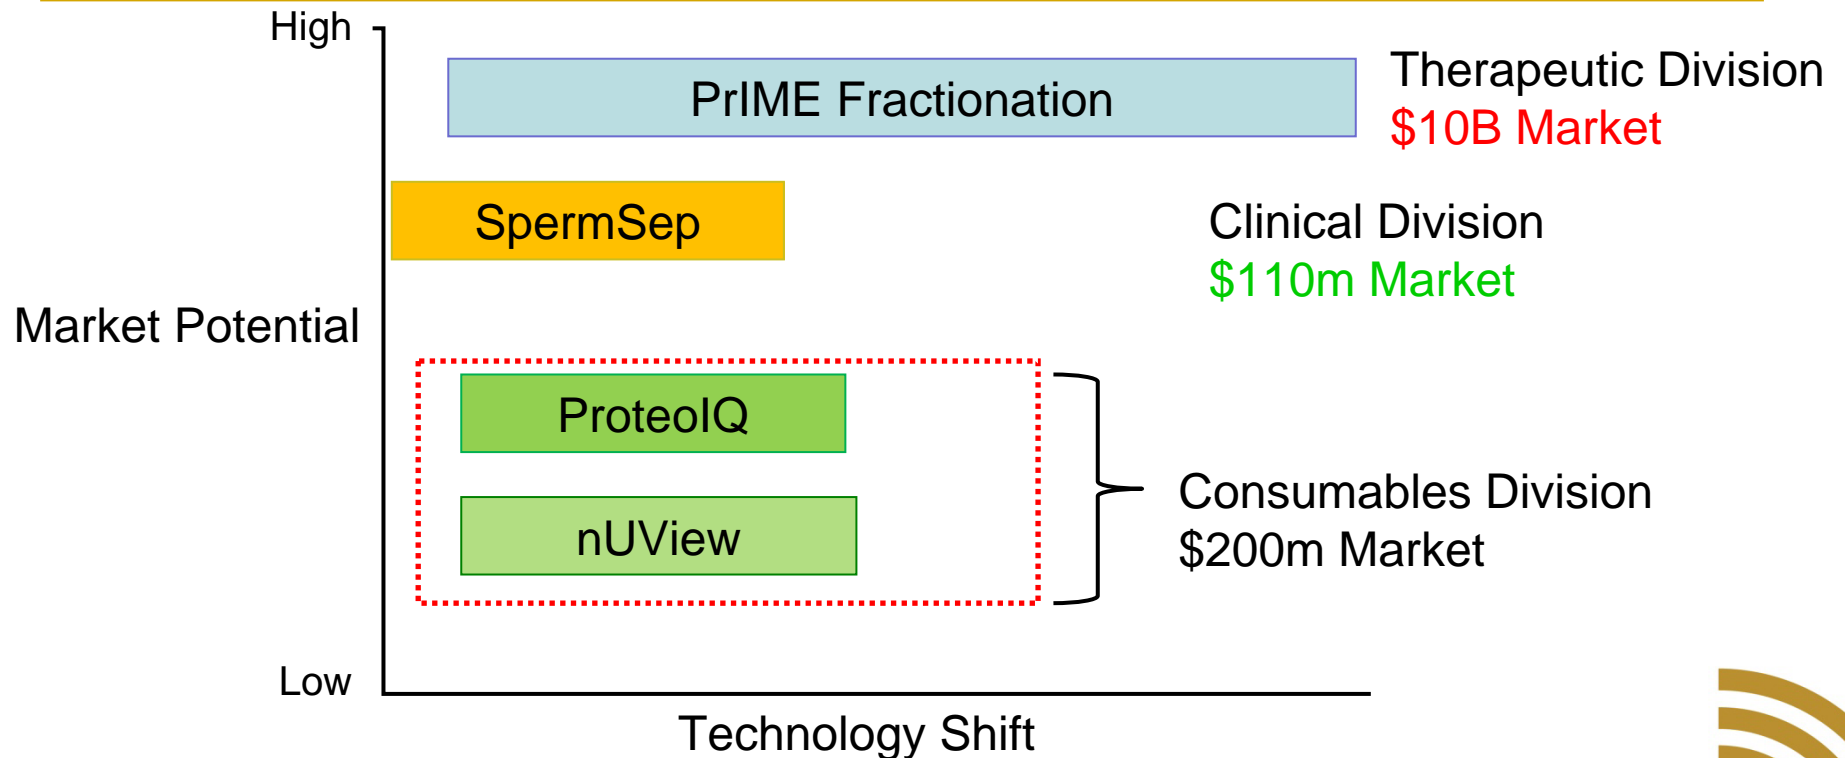 High
PrIME Fractionation
Therapeutic Division
$10B Market
SpermSep
Clinical Division
$110m Market
Market Potential
ProteoIQ
nUView
Consumables Division
$200m Market
Low
Technology Shift